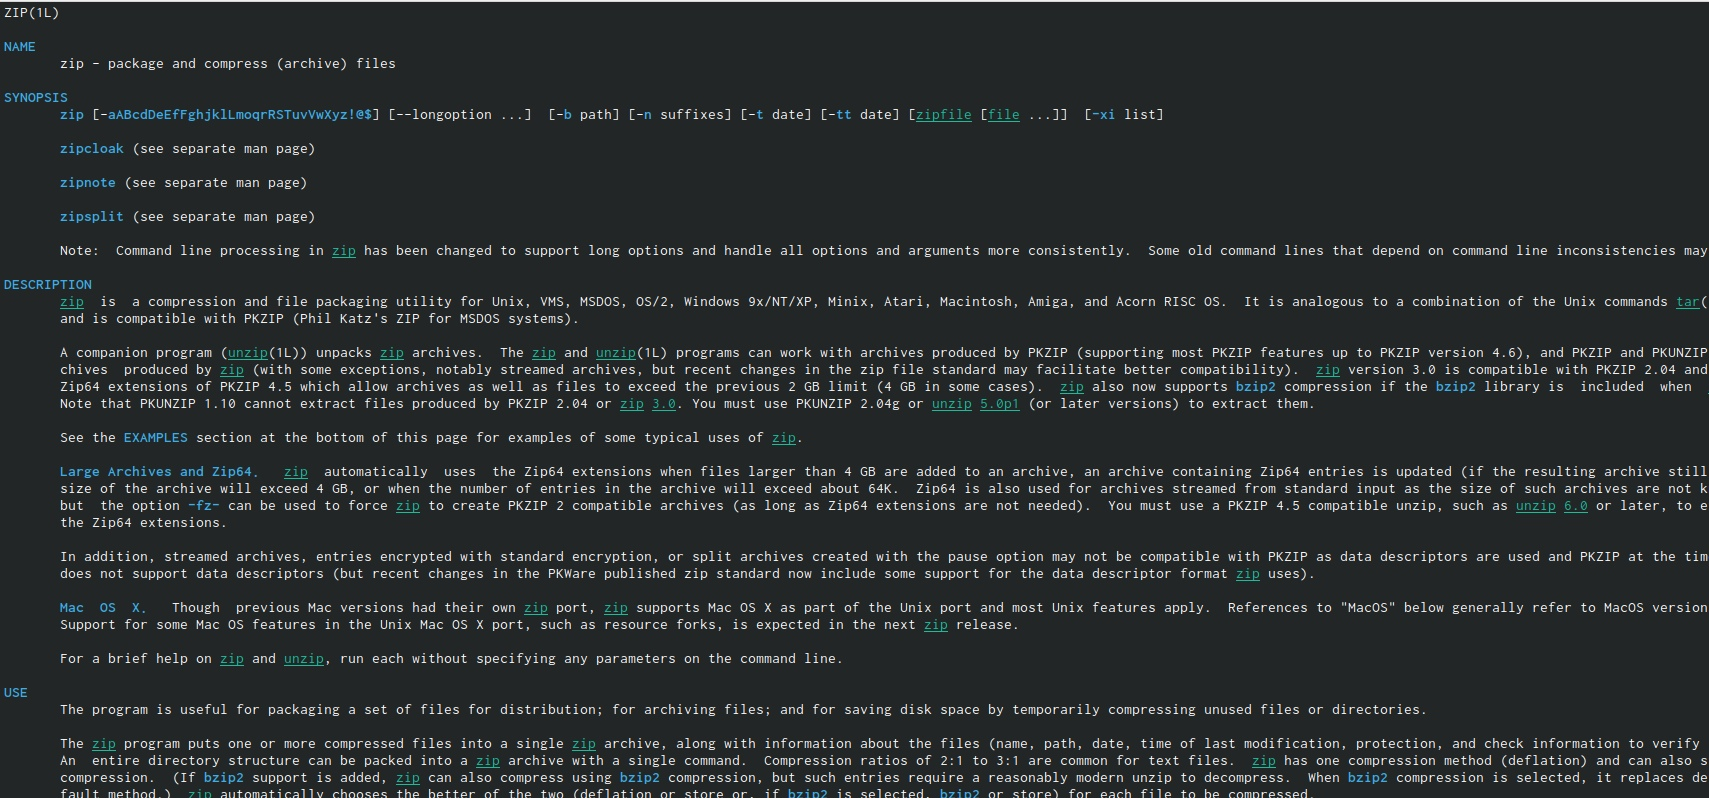 ZIP(1L)
NAME
zip - package and compress (archive) files
SYNOPSIS
zip [-aABcdDeEfFghjklLmoqrRSTuvVwXyz!@$] [--longoption ...]  [-b path] [-n suffixes] [-t date] [-tt date] [zipfile [file ...]]  [-xi list]
zipcloak (see separate man page)
zipnote (see separate man page)
zipsplit (see separate man page)
Note:  Command line processing in zip has been changed to support long options and handle all options and arguments more consistently.  Some old command lines that depend on command line inconsistencies may
DESCRIPTION
zip  is  a compression and file packaging utility for Unix, VMS, MSDOS, OS/2, Windows 9x/NT/XP, Minix, Atari, Macintosh, Amiga, and Acorn RISC OS.  It is analogous to a combination of the Unix commands tar(
and is compatible with PKZIP (Phil Katz's ZIP for MSDOS systems).
A companion program (unzip(1L)) unpacks zip archives.  The zip and unzip(1L) programs can work with archives produced by PKZIP (supporting most PKZIP features up to PKZIP version 4.6), and PKZIP and PKUNZIP
chives  produced by zip (with some exceptions, notably streamed archives, but recent changes in the zip file standard may facilitate better compatibility).  zip version 3.0 is compatible with PKZIP 2.04 and
Zip64 extensions of PKZIP 4.5 which allow archives as well as files to exceed the previous 2 GB limit (4 GB in some cases).  zip also now supports bzip2 compression if the bzip2 library is  included  when
Note that PKUNZIP 1.10 cannot extract files produced by PKZIP 2.04 or zip 3.0. You must use PKUNZIP 2.04g or unzip 5.0p1 (or later versions) to extract them.
See the EXAMPLES section at the bottom of this page for examples of some typical uses of zip.
Large Archives and Zip64.   zip  automatically  uses  the Zip64 extensions when files larger than 4 GB are added to an archive, an archive containing Zip64 entries is updated (if the resulting archive still
size of the archive will exceed 4 GB, or when the number of entries in the archive will exceed about 64K.  Zip64 is also used for archives streamed from standard input as the size of such archives are not k
but  the option -fz- can be used to force zip to create PKZIP 2 compatible archives (as long as Zip64 extensions are not needed).  You must use a PKZIP 4.5 compatible unzip, such as unzip 6.0 or later, to e
the Zip64 extensions.
In addition, streamed archives, entries encrypted with standard encryption, or split archives created with the pause option may not be compatible with PKZIP as data descriptors are used and PKZIP at the tim
does not support data descriptors (but recent changes in the PKWare published zip standard now include some support for the data descriptor format zip uses).
Mac  OS  X.   Though  previous Mac versions had their own zip port, zip supports Mac OS X as part of the Unix port and most Unix features apply.  References to "MacOS" below generally refer to MacOS version
Support for some Mac OS features in the Unix Mac OS X port, such as resource forks, is expected in the next zip release.
For a brief help on zip and unzip, run each without specifying any parameters on the command line.
USE
The program is useful for packaging a set of files for distribution; for archiving files; and for saving disk space by temporarily compressing unused files or directories.
The zip program puts one or more compressed files into a single zip archive, along with information about the files (name, path, date, time of last modification, protection, and check information to verify
An  entire directory structure can be packed into a zip archive with a single command.  Compression ratios of 2:1 to 3:1 are common for text files.  zip has one compression method (deflation) and can also s
compression.  (If bzip2 support is added, zip can also compress using bzip2 compression, but such entries require a reasonably modern unzip to decompress.  When bzip2 compression is selected, it replaces de
fault method.)  zip automatically chooses the better of the two (deflation or store or, if bzip2 is selected, bzip2 or store) for each file to be compressed.